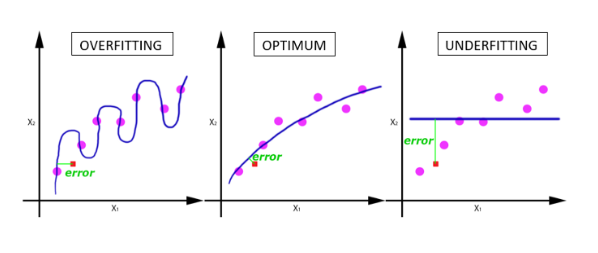 OVERFITTING
OPTIMUM
UNDERFITTING
X₂
X₂
X₂
error
error
error
X₁
X₁
X₁